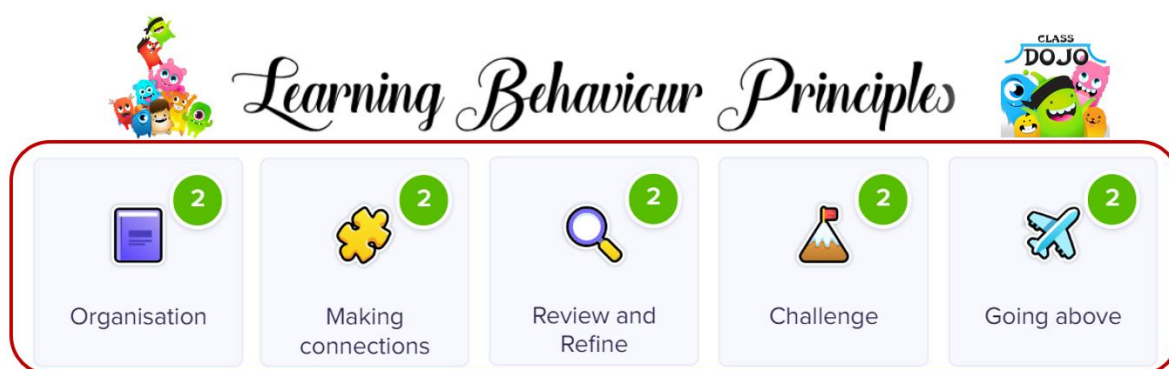 Learning Behaviour Principles
CLASS
DOJO
2
2
2
2
2
Organisation
Making
connections
Review and
Refine
Challenge
Going above